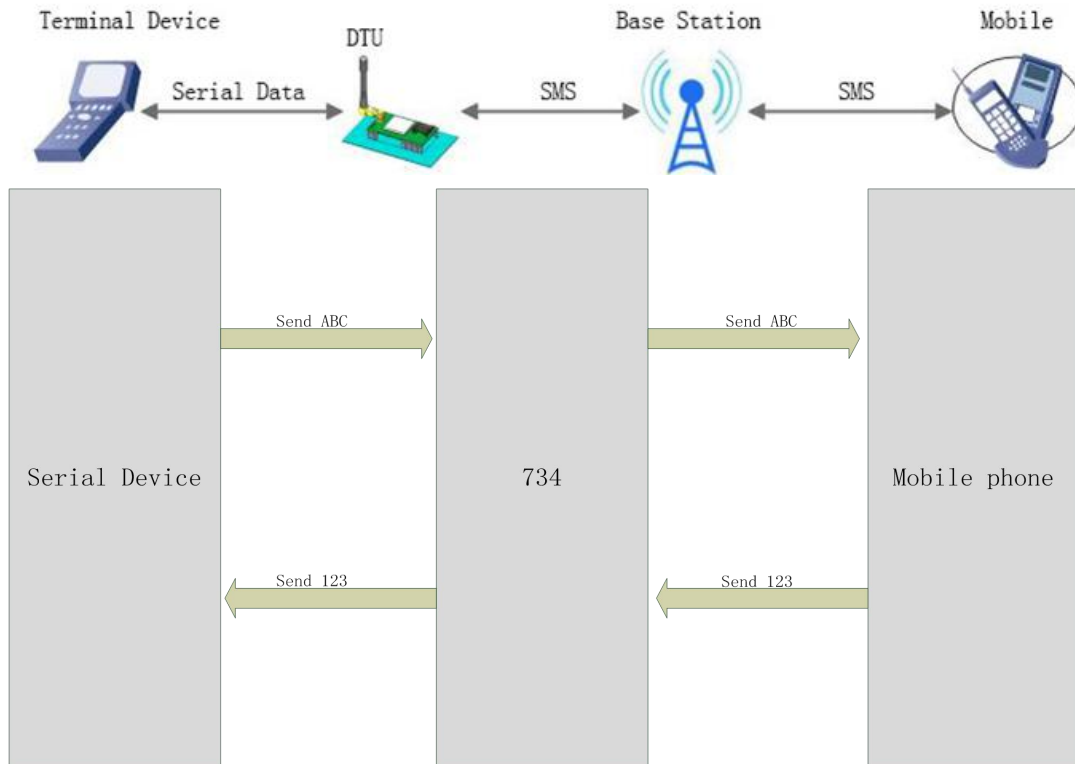 Terminal Device
DTU
Base Station
Mobile
Serial Data
SMS
SMS
Send ABC
Send ABC
Serial Device
734
Mobile phone
Send 123
Send 123